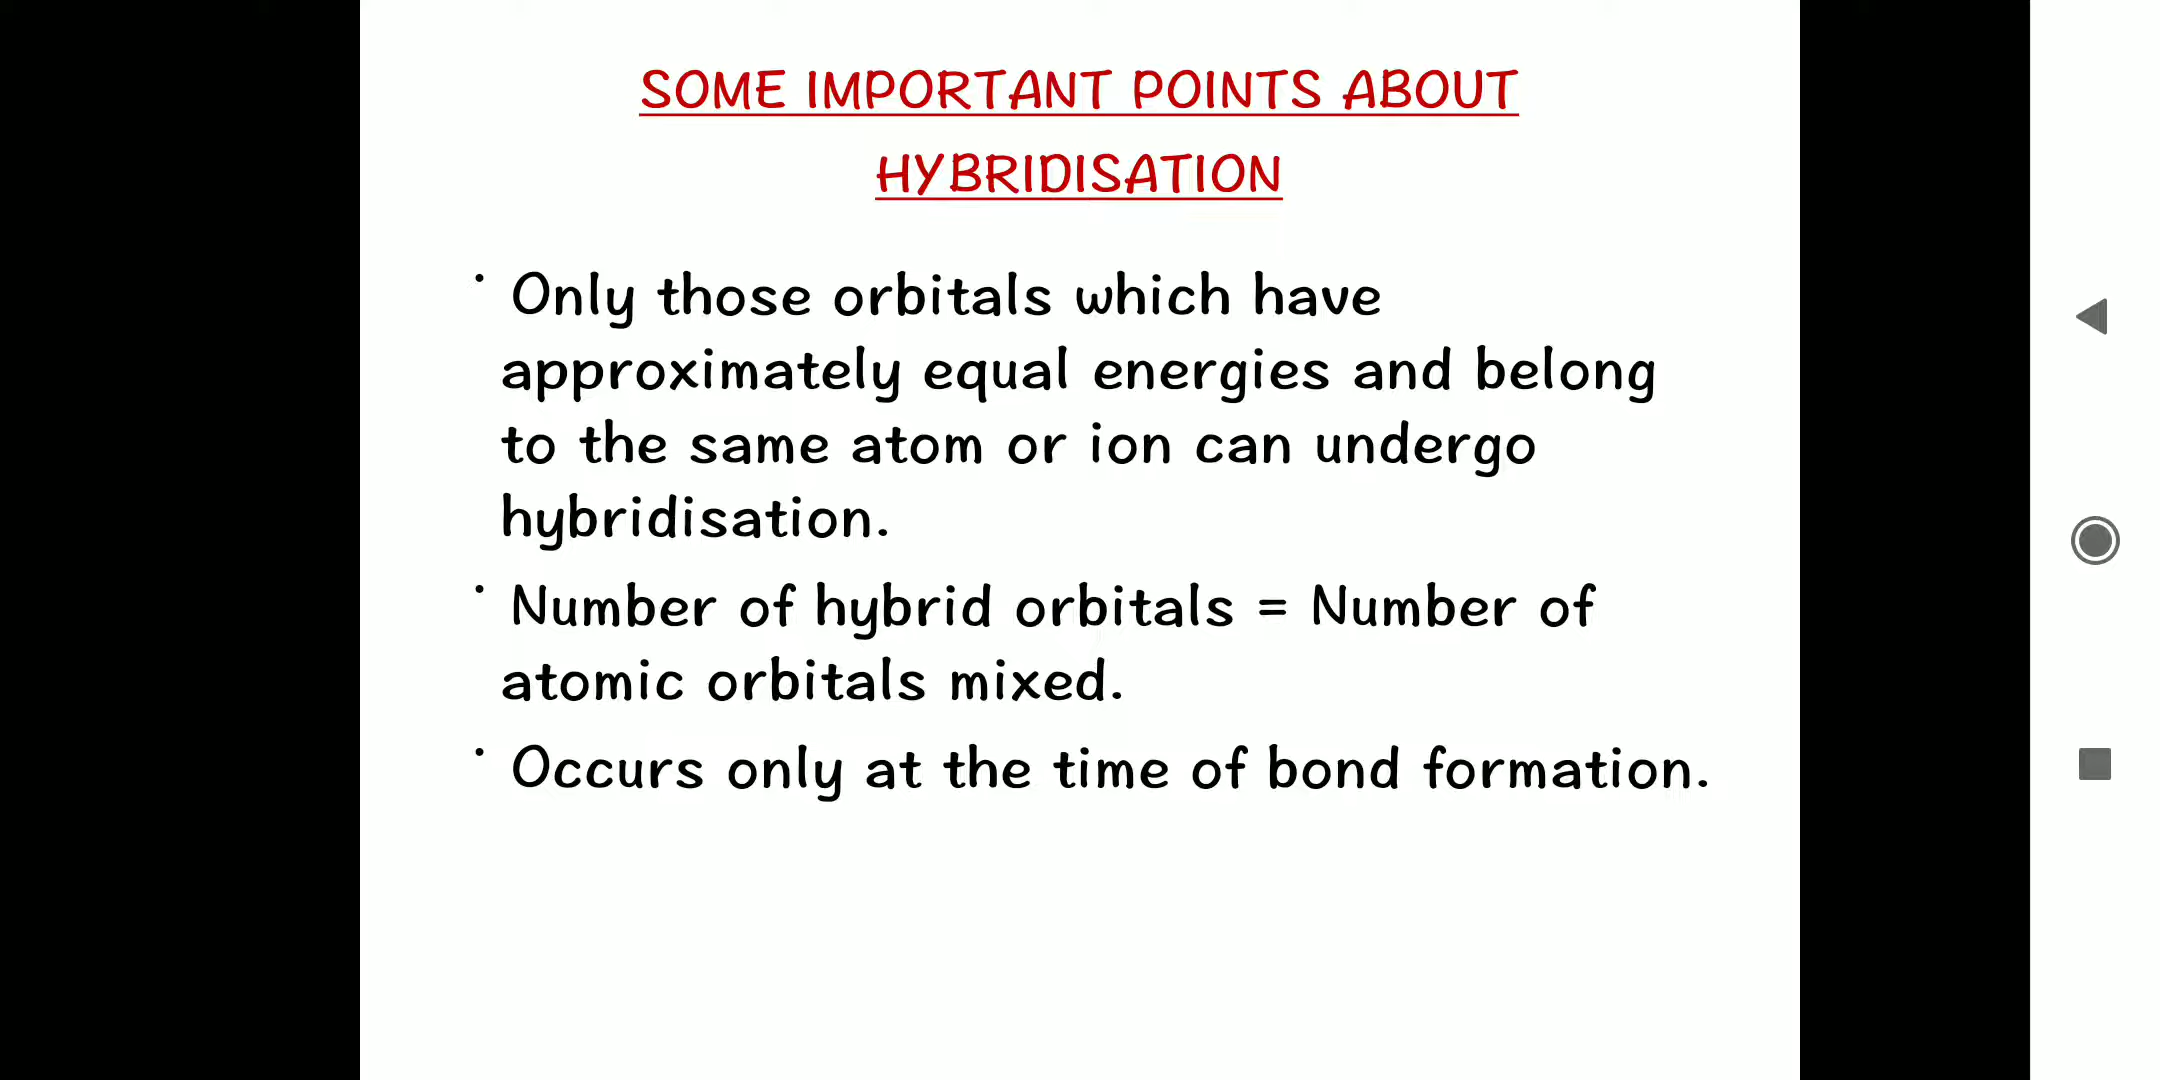 SOME IMPORTANT POINTS ABOUT
HYBRIDISATION
• Only those orbitals which have
approximately equal energies and belong
to the same atom or ion can undergo
hybridisation.
• Number of hybrid orbitals = Number of
atomic orbitals mixed.
• Occurs only at the time of bond formation.